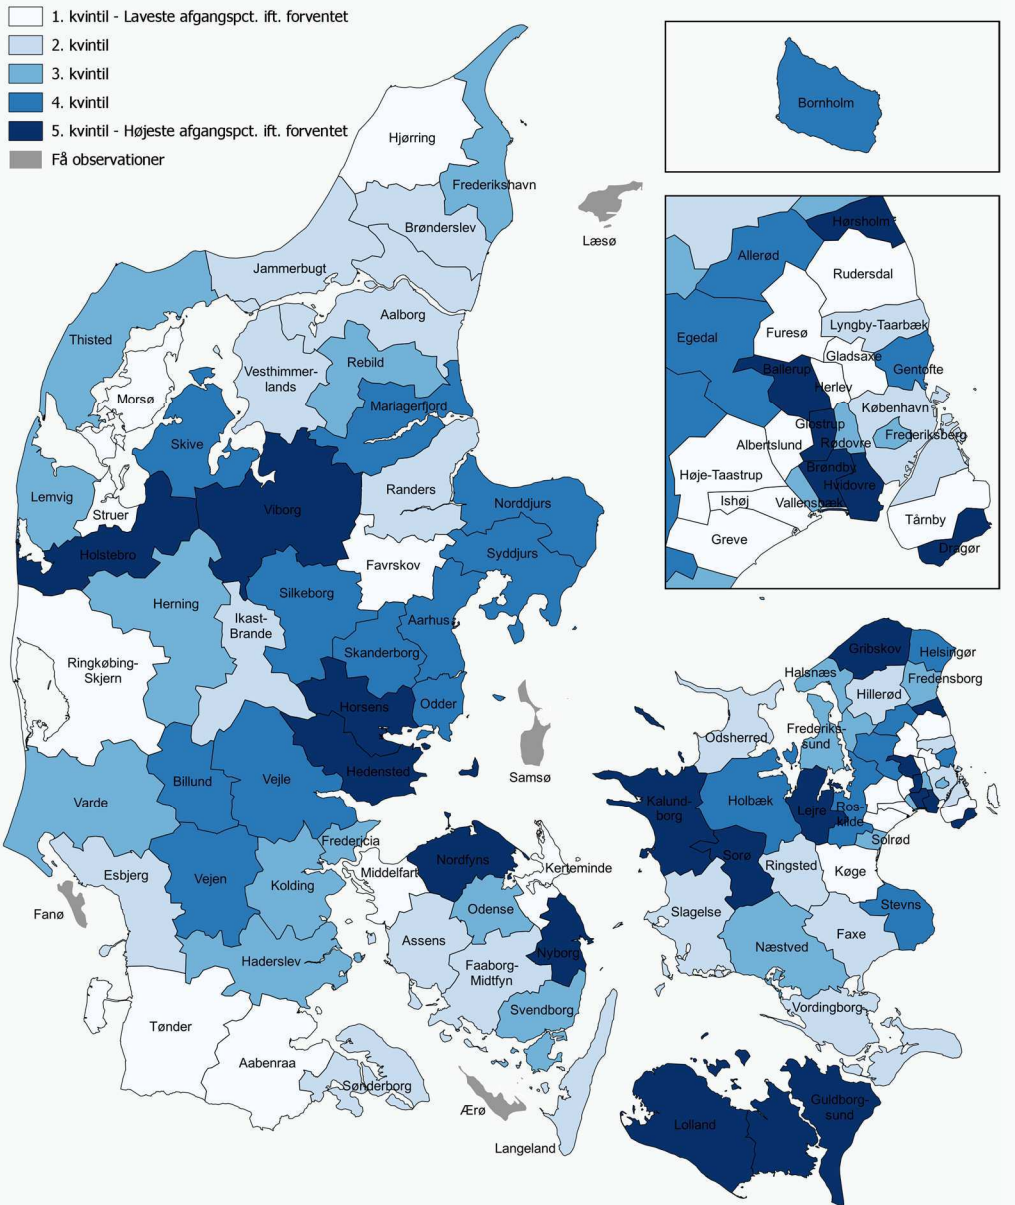 1. kvintil - Laveste afgangspct. ift. forventet
2. kvintil
3. kvintil
4. kvintil
5. kvintil - Højeste afgangspct. ift. forventet
Få observationer
Hjørring
Frederikshavn
Brønderslev
Læsø
Jammerbugt
Aalborg
Thisted
Vesthimmer-
lands
Rebild
Morsø
Mariagerfjord
Skive
Lemvig
Struer
Viborg
Randers
Norddjurs
Holstebro
Favrskov
Syddjurs
Herning
Silkeborg
Ikast-
Brande
Aarhus
Skanderborg
Ringkøbing-
Skjern
Horsens
Odder
Samsø
Hedensted
Billund
Vejle
Varde
Fredericia
Esbjerg
Vejen
Kolding
Middelfart
Nordfyns
Kerteminde
Fanø
Odense
Haderslev
Assens
Nyborg
Faaborg-
Midtfyn
Svendborg
Tønder
Aabenraa
Sønderborg
Ærø
Langeland
Bornholm
Hørsholm
Allerød
Rudersdal
Egedal
Furesø
Lyngby-Taarbæk
Gladsaxe
Ballerup
Gentofte
Herlev
København
Glostrup
Albertslund
Rødovre
Frederiksberg
Høje-Taastrup
Brøndby
Hvidovre
Ishøj
Vallensbæk
Greve
Tårnby
Dragør
Gribskov
Helsingør
Halsnæs
Fredensborg
Hillerød
Odsherred
Frederiks-
sund
Kalund-
borg
Holbæk
Lejre
Ros-
kilde
Solrød
Sorø
Ringsted
Køge
Slagelse
Stevns
Faxe
Næstved
Vordingborg
Guldborg-
sund
Lolland